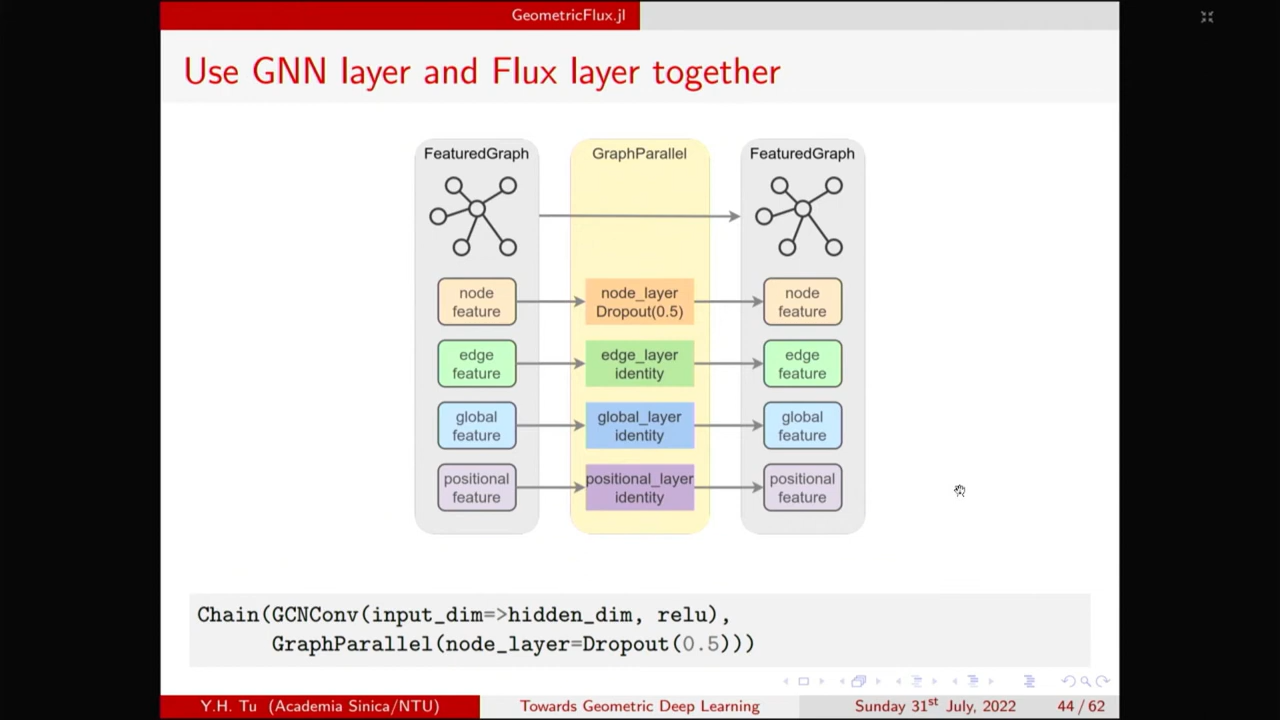 GeometricFlux.jl
Use GNN layer and Flux layer together
FeaturedGraph
GraphParallel
FeaturedGraph
node
feature
node_layer
Dropout(0.5)
node
feature
edge
feature
edge_layer
identity
edge
feature
global
feature
global_layer
identity
global
feature
positional
feature
positional_layer
identity
positional
feature
Chain(GCNConv(input_dim=>hidden_dim, relu),
GraphParallel(node_layer=Dropout(0.5)))
Y.H. Tu (Academia Sinica/NTU)
Towards Geometric Deep Learning
Sunday 31st July, 2022
44 / 62